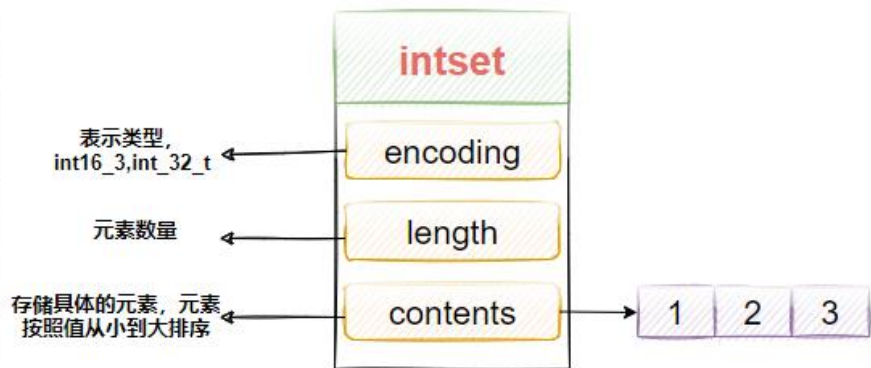 intset
表示类型，
int16_3,int_32_t
encoding
元素数量
length
存储具体的元素，元素
按照值从小到大排序
contents
1 2 3